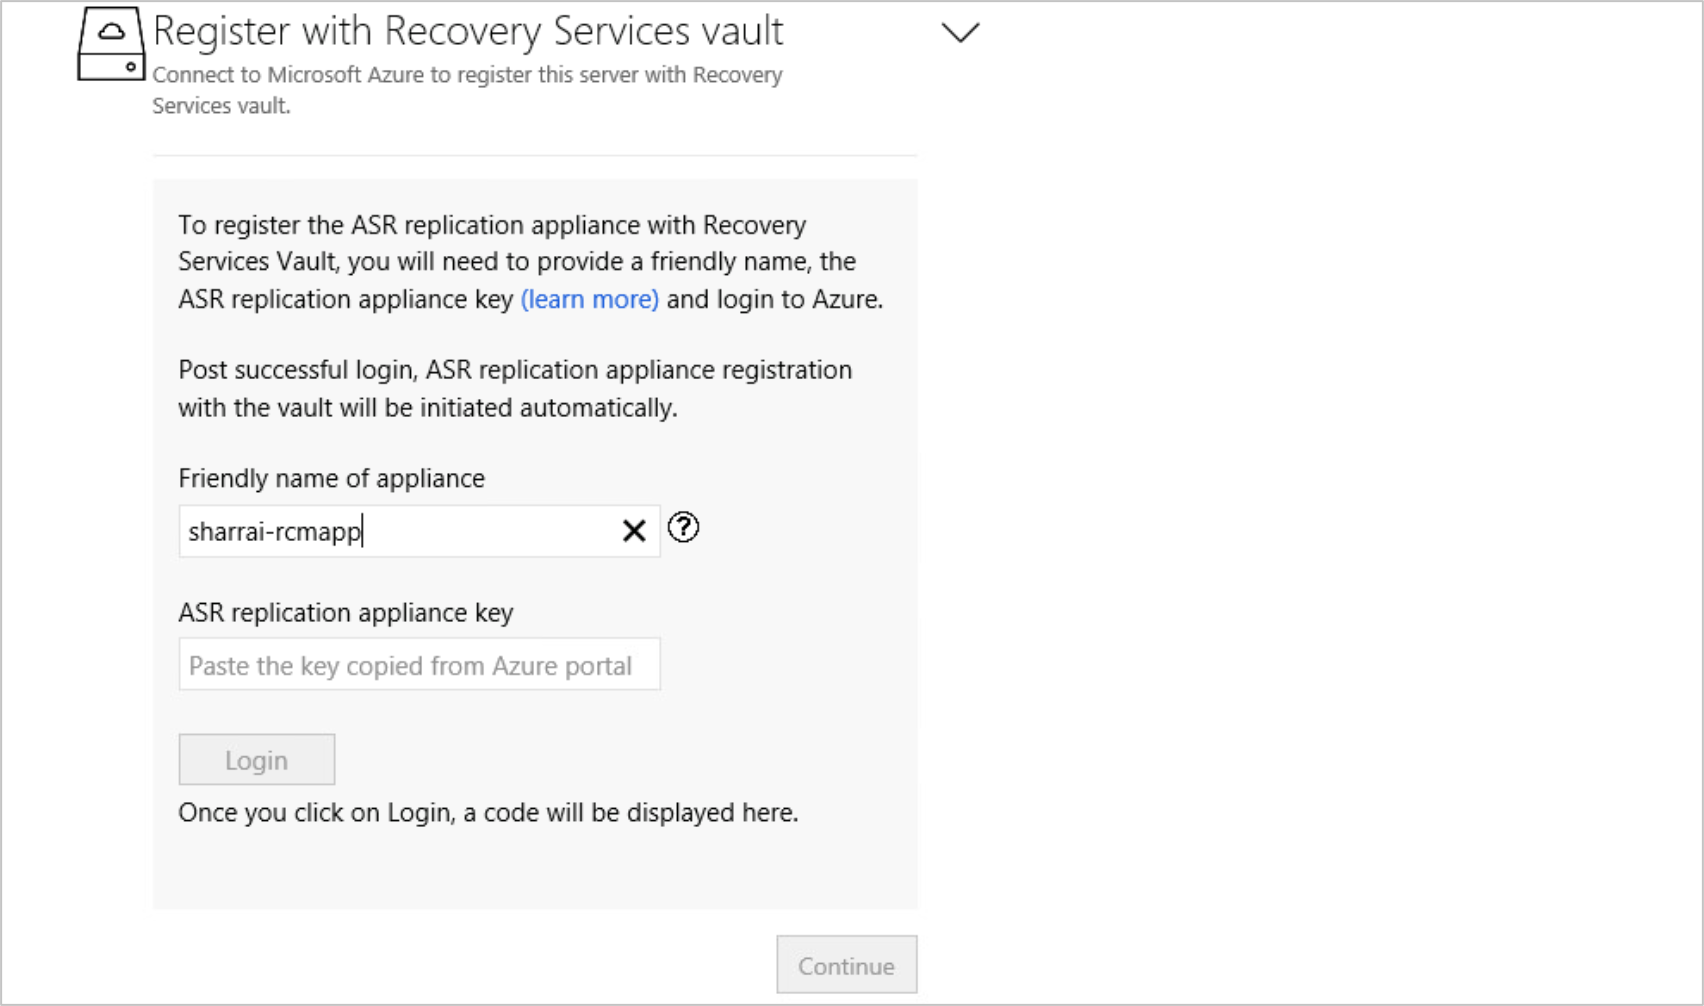 Register with Recovery Services vault
Connect to Microsoft Azure to register this server with Recovery
Services vault.
To register the ASR replication appliance with Recovery
Services Vault, you will need to provide a friendly name, the
ASR replication appliance key (learn more) and login to Azure.
Post successful login, ASR replication appliance registration
with the vault will be initiated automatically.
Friendly name of appliance
sharrai-rcmapp
ASR replication appliance key
Paste the key copied from Azure portal
Login
Once you click on Login, a code will be displayed here.
Continue